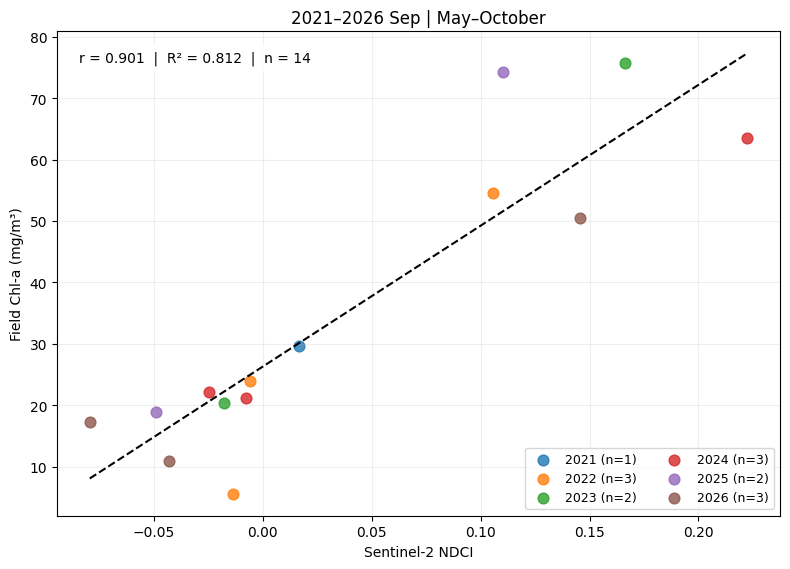 2021–2026 Sep | May–October
r = 0.901 | R² = 0.812 | n = 14
80
70
60
50
40
30
20
10
Field Chl-a (mg/m³)
−0.05
0.00
0.05
0.10
0.15
0.20
Sentinel-2 NDCI
2021 (n=1)
2022 (n=3)
2023 (n=2)
2024 (n=3)
2025 (n=2)
2026 (n=3)